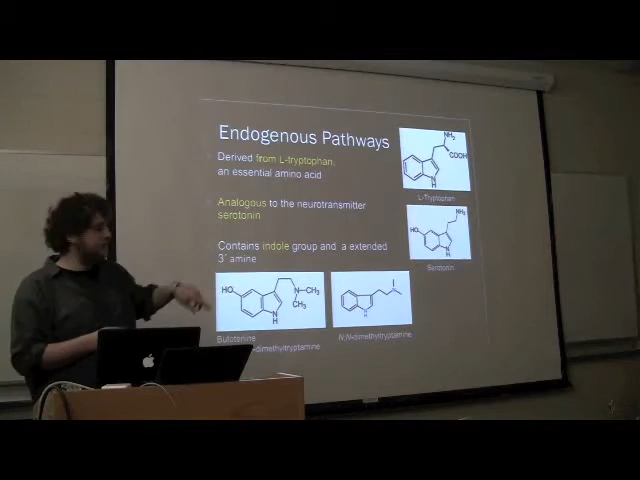 Endogenous Pathways
Derived from L-tryptophan,
an essential amino acid
Analogous to the neurotransmitter
serotonin
Contains indole group and a extended
3' amine
NH₂
COOH
N
H
L-Tryptophan
NH₂
HO
N
H
Serotonin
HO
N
CH₃
CH₃
N
H
Bufotenine
-dimethyltryptamine
N
N
H
N,N-dimethyltryptamine